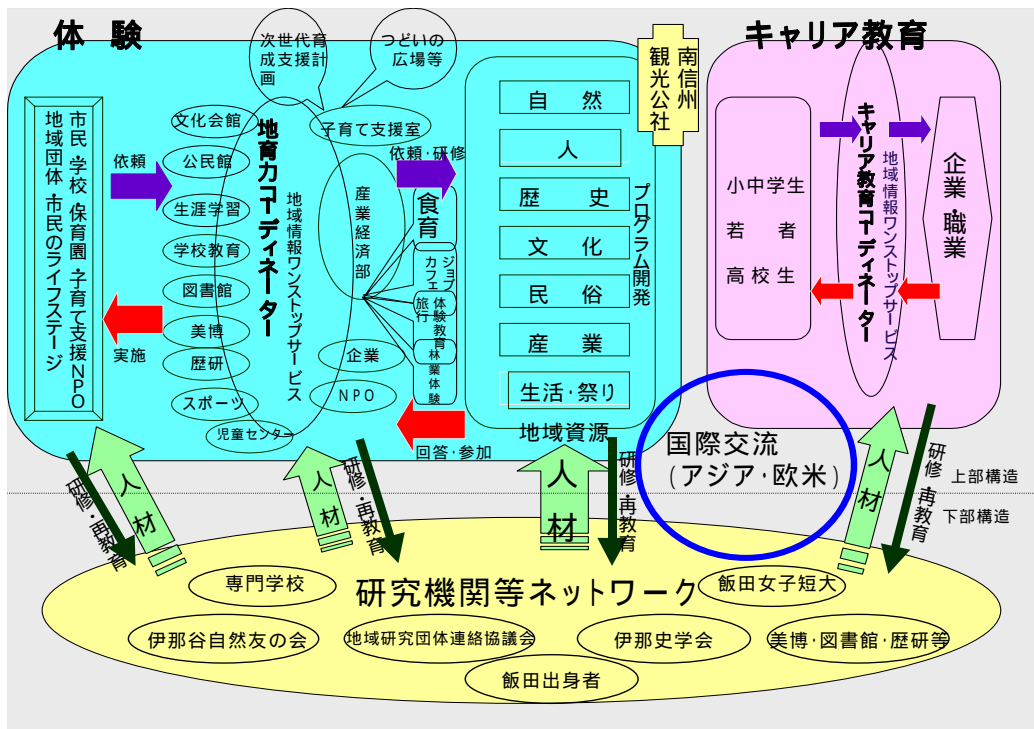 体　験
次世代育
成支援計
画
つどいの
広場等
南信州
観光公社
キャリア教育
市民・学校・保育園・子育て支援NPO
地域団体・市民のライフステージ
依頼
実施
文化会館
公民館
生涯学習
学校教育
図書館
美博
歴研
スポーツ
児童センター
地育力コーディネーター
地域情報ワンストップサービス
子育て支援室
産業経済部
企業
NPO
依頼・研修
食育
ジョブ
カフェ
体験教育
旅行
林業体験
回答・参加
自　然
人
歴　史
文　化
民　俗
産　業
生活・祭り
地域資源
プログラム開発
小中学生
若　者
高校生
キャリア教育コーディネーター
地域情報ワンストップサービス
企業・職業
国際交流
(アジア・欧米)
上部構造
下部構造
研修・再教育
人材
人材
研修・再教育
人材
研修・再教育
人材
研修・再教育
研究機関等ネットワーク
専門学校
飯田女子短大
伊那谷自然友の会
地域研究団体連絡協議会
伊那史学会
美博・図書館・歴研等
飯田出身者